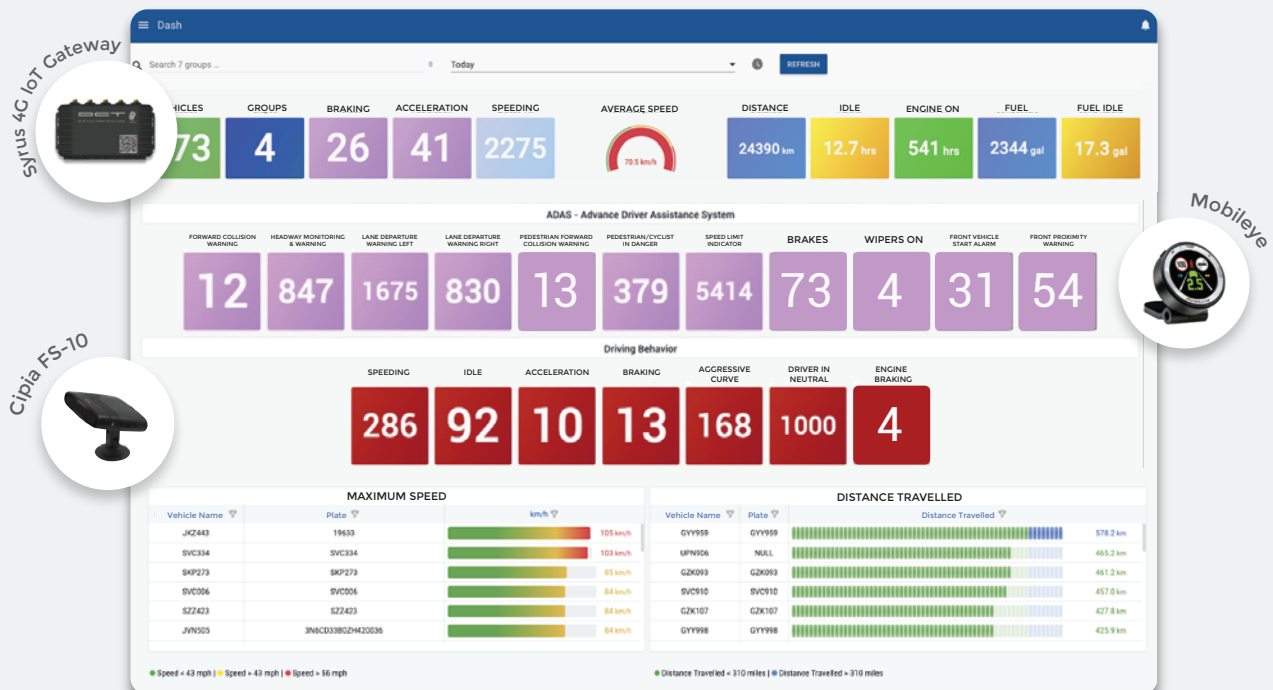 Dash
Syrus 4G IoT Gateway
Search 7 groups ...
Today
REFRESH
HICLES
GROUPS
BRAKING
ACCELERATION
SPEEDING
AVERAGE SPEED
DISTANCE
IDLE
ENGINE ON
FUEL
FUEL IDLE
73
4
26
41
2275
70.5 km/h
24390 km
12.7 hrs
541 hrs
2344 gal
17.3 gal
Mobileye
ADAS - Advance Driver Assistance System
FORWARD COLLISION
WARNING
HEADWAY MONITORING
& WARNING
LANE DEPARTURE
WARNING LEFT
LANE DEPARTURE
WARNING RIGHT
PEDESTRIAN FORWARD
COLLISION WARNING
PEDESTRIAN/CYCLIST
IN DANGER
SPEED LIMIT
INDICATOR
BRAKES
WIPERS ON
FRONT VEHICLE
START ALARM
FRONT PROXIMITY
WARNING
12
847
1675
830
13
379
5414
73
4
31
54
2.5
Cipia FS-10
Driving Behavior
SPEEDING
IDLE
ACCELERATION
BRAKING
AGGRESSIVE
CURVE
DRIVER IN
NEUTRAL
ENGINE
BRAKING
286
92
10
13
168
1000
4
MAXIMUM SPEED
Vehicle Name Plate km/h
JKZ443 19633 105 km/h
SVC334 SVC334 103 km/h
SKP273 SKP273 85 km/h
SVC006 SVC006 84 km/h
SZZ423 SZZ423 84 km/h
JVN505 3N6CD33B0ZH420036 84 km/h
Speed < 43 mph | Speed > 43 mph | Speed > 56 mph
DISTANCE TRAVELLED
Vehicle Name Plate Distance Travelled
GYY959 GYY959 578.2 km
UPN906 NULL 465.2 km
GZK093 GZK093 461.2 km
SVC910 SVC910 457.0 km
GZK107 GZK107 427.8 km
GYY998 GYY998 425.9 km
Distance Travelled < 310 miles | Distance Travelled > 310 miles